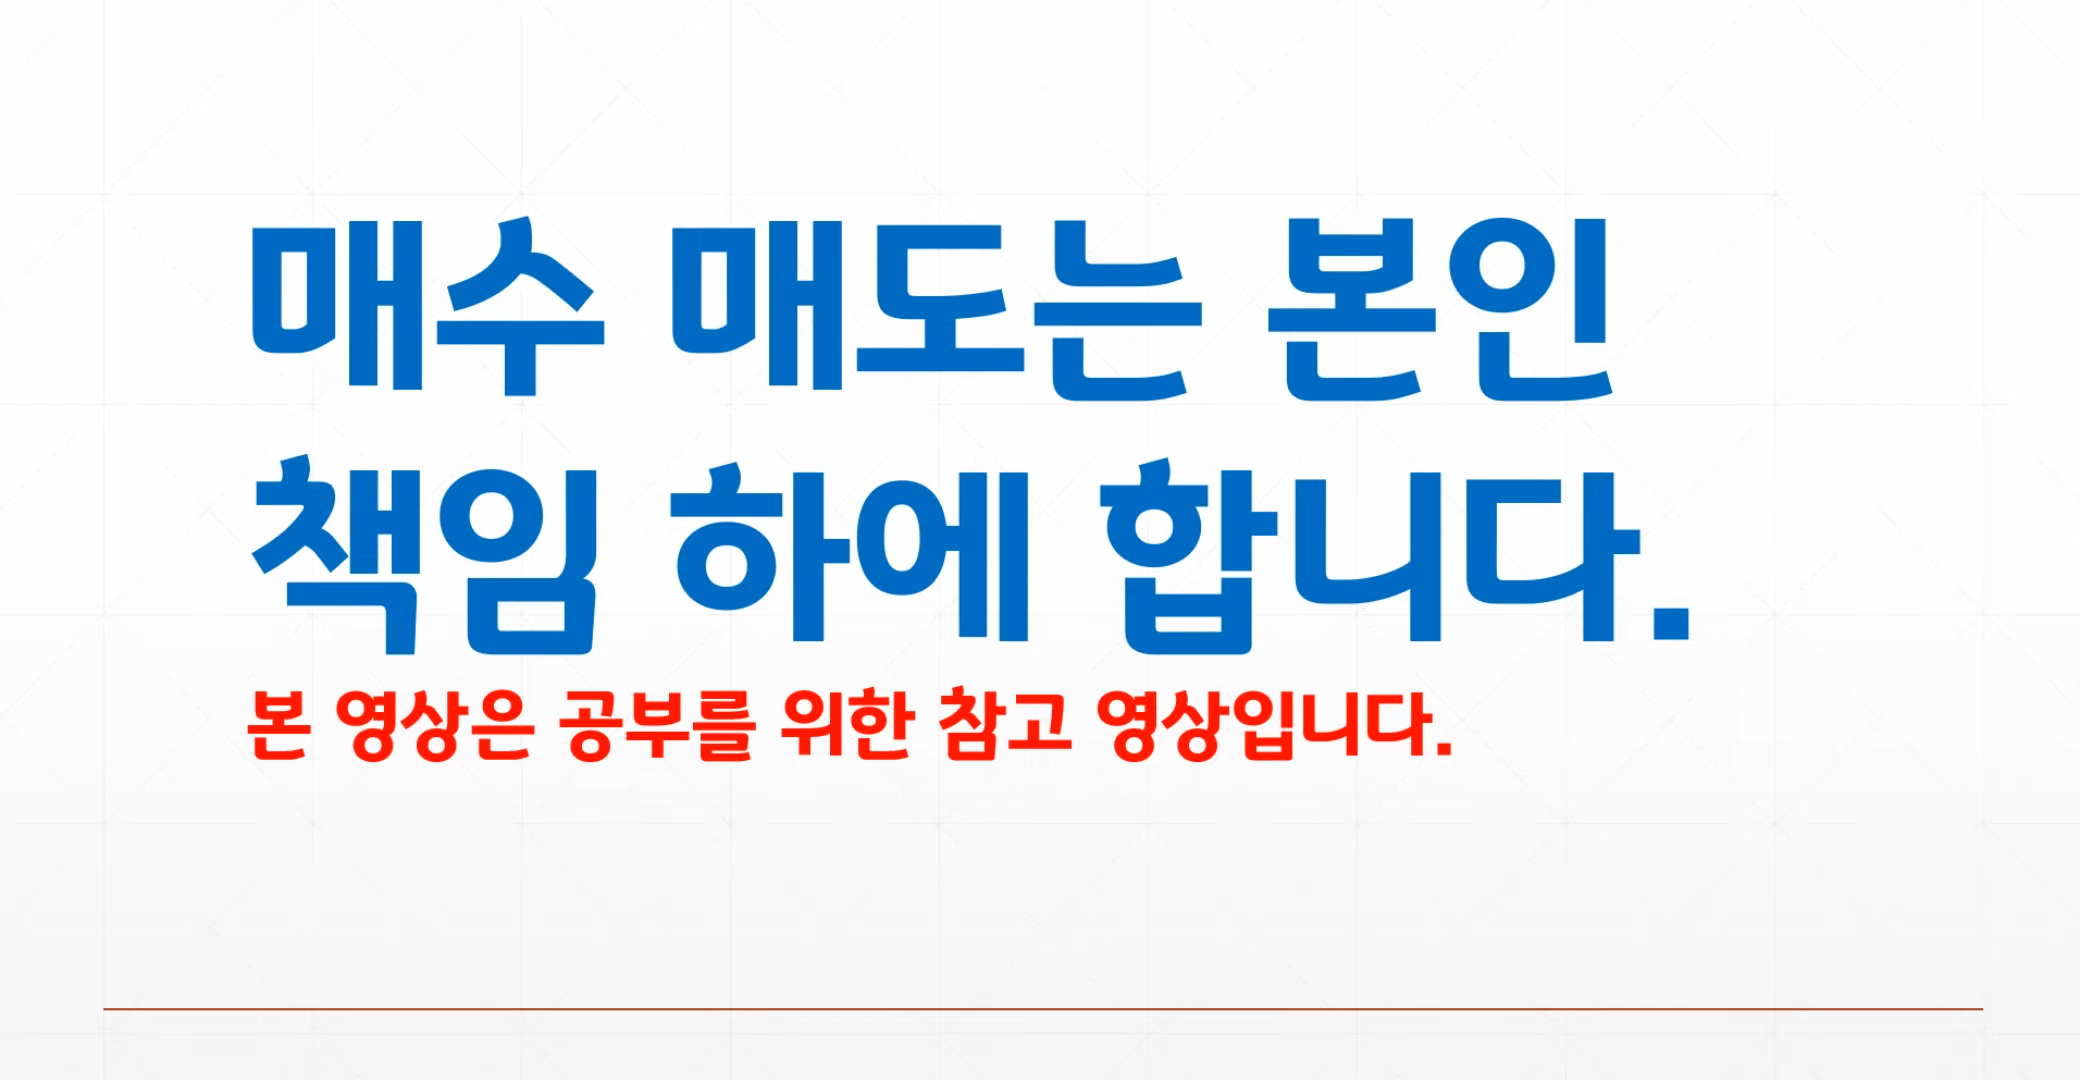 매수 매도는 본인
책임 하에 합니다.
본 영상은 공부를 위한 참고 영상입니다.